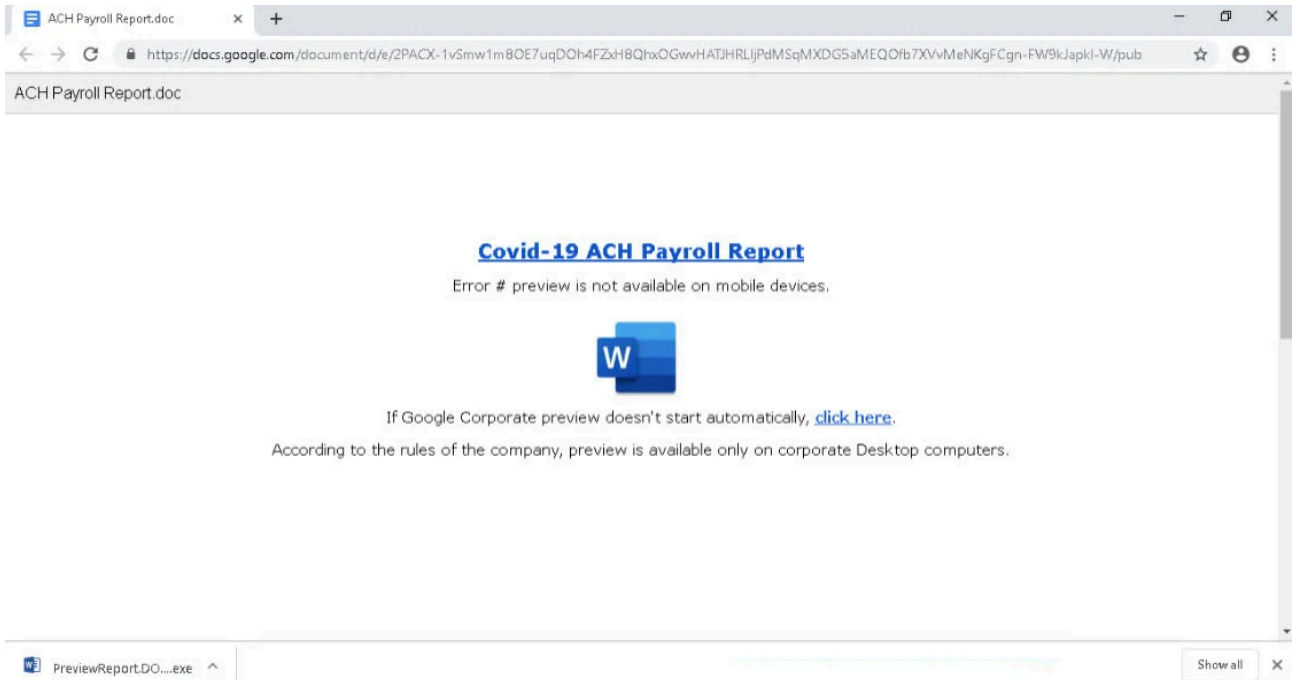 ACH Payroll Report.doc
https://docs.google.com/document/d/e/2PACX-1vSmw1m8OE7uqDOh4FZxH8QhxOGwvHATJHRLIjPdMSqMXDG5aMEQOfb7XVvMeNKgFCgn-FW9kJapkI-W/pub
ACH Payroll Report.doc
Covid-19 ACH Payroll Report
Error # preview is not available on mobile devices.
W
If Google Corporate preview doesn't start automatically, click here.
According to the rules of the company, preview is available only on corporate Desktop computers.
PreviewReport.DO....exe
Show all